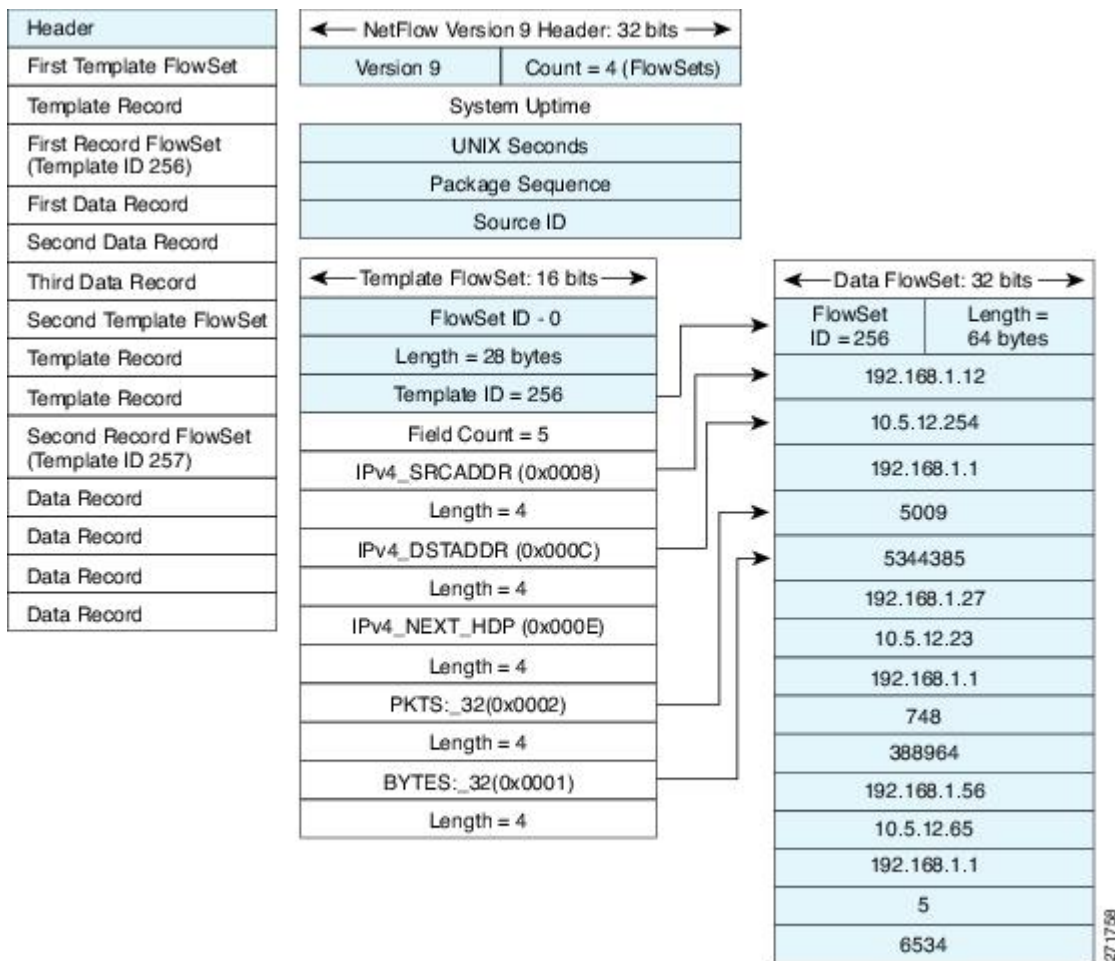 Header
First Template FlowSet
Template Record
First Record FlowSet
(Template ID 256)
First Data Record
Second Data Record
Third Data Record
Second Template FlowSet
Template Record
Template Record
Second Record FlowSet
(Template ID 257)
Data Record
Data Record
Data Record
Data Record
NetFlow Version 9 Header: 32 bits
Version 9
Count = 4 (FlowSets)
System Uptime
UNIX Seconds
Package Sequence
Source ID
Template FlowSet: 16 bits
FlowSet ID - 0
Length = 28 bytes
Template ID = 256
Field Count = 5
IPv4_SRCADDR (0x0008)
Length = 4
IPv4_DSTADDR (0x000C)
Length = 4
IPv4_NEXT_HDP (0x000E)
Length = 4
PKTS:_32(0x0002)
Length = 4
BYTES:_32(0x0001)
Length = 4
Data FlowSet: 32 bits
FlowSet
ID = 256
Length =
64 bytes
192.168.1.12
10.5.12.254
192.168.1.1
5009
5344385
192.168.1.27
10.5.12.23
192.168.1.1
748
388964
192.168.1.56
10.5.12.65
192.168.1.1
5
6534
271758